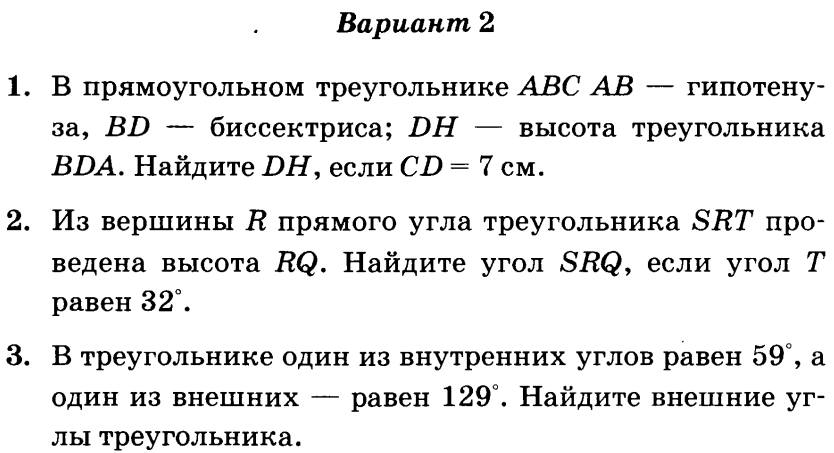 Вариант 2
1. В прямоугольном треугольнике ABC AB — гипотену-
за, BD — биссектриса; DH — высота треугольника
BDA. Найдите DH, если CD = 7 см.
2. Из вершины R прямого угла треугольника SRT про-
ведена высота RQ. Найдите угол SRQ, если угол T
равен 32°.
3. В треугольнике один из внутренних углов равен 59°, а
один из внешних — равен 129°. Найдите внешние уг-
лы треугольника.